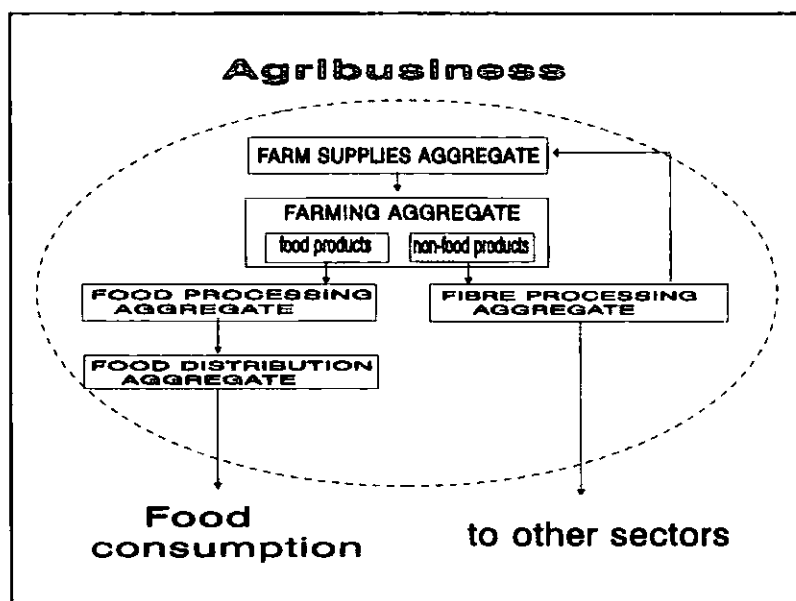 Agribusiness
FARM SUPPLIES AGGREGATE
FARMING AGGREGATE
food products
non-food products
FOOD PROCESSING
AGGREGATE
FIBRE PROCESSING
AGGREGATE
FOOD DISTRIBUTION
AGGREGATE
Food
consumption
to other sectors